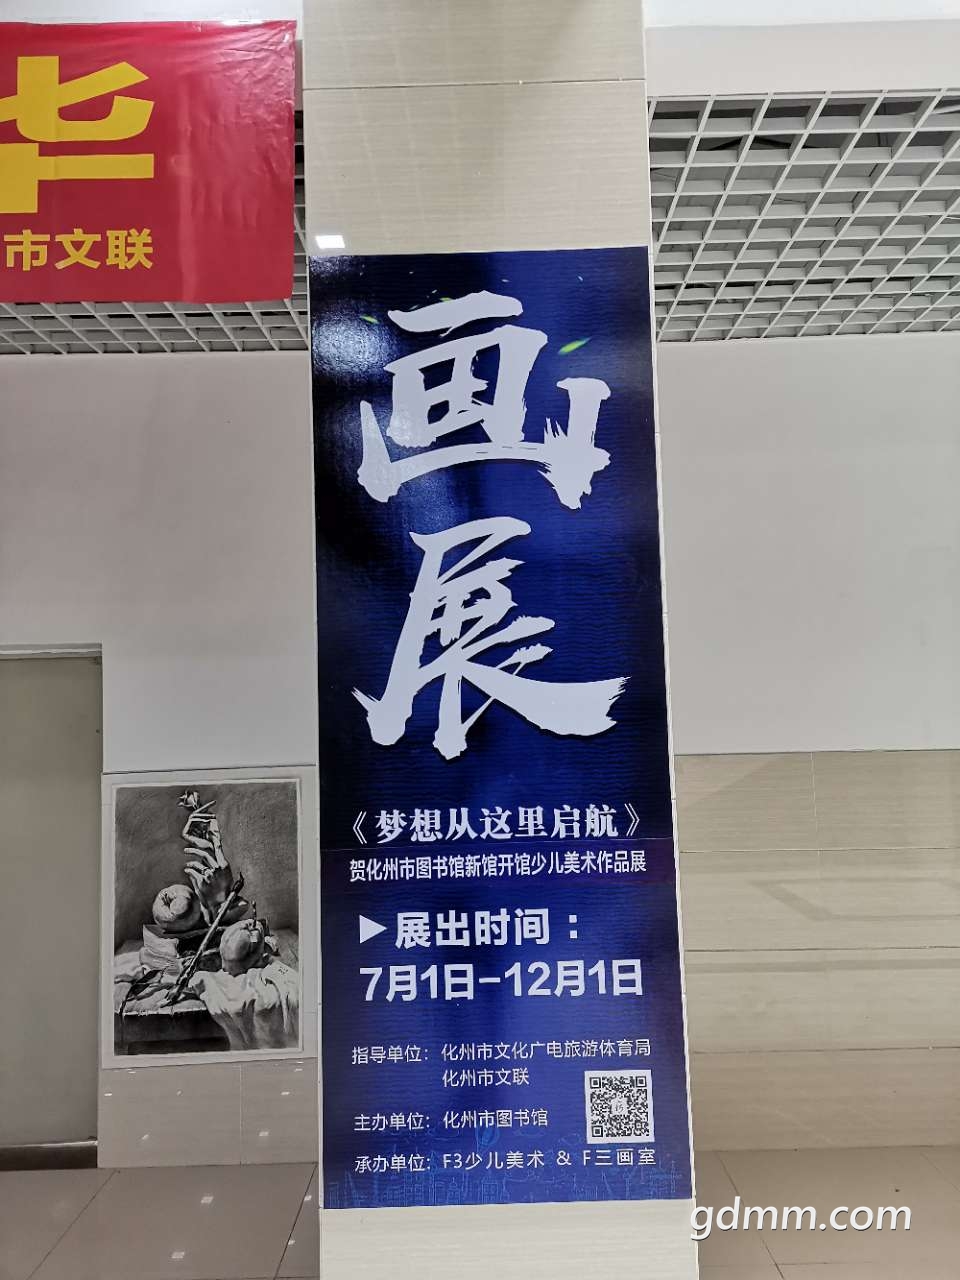 华
市文联
画
展
《梦想从这里启航》
贺化州市图书馆新馆开馆少儿美术作品展
▶展出时间：
7月1日-12月1日
指导单位：化州市文化广电旅游体育局
化州市文联
主办单位：化州市图书馆
承办单位：F3少儿美术 & F三画室
gdmm.com